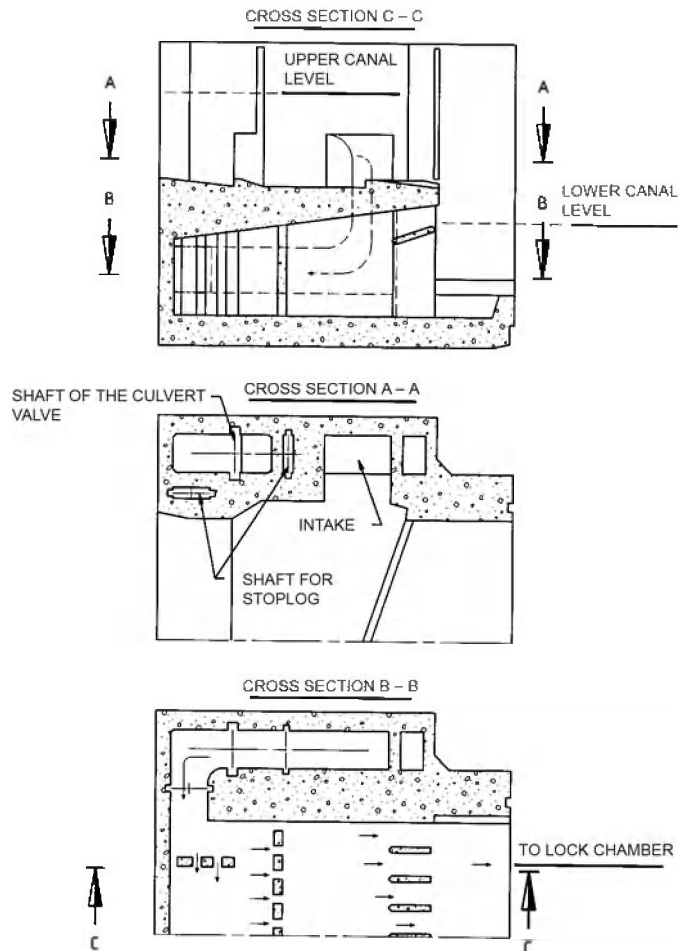 CROSS SECTION C – C
UPPER CANAL
LEVEL
A
A
B
B
LOWER CANAL
LEVEL
SHAFT OF THE CULVERT
VALVE
CROSS SECTION A – A
INTAKE
SHAFT FOR
STOPLOG
CROSS SECTION B – B
TO LOCK CHAMBER
C
C